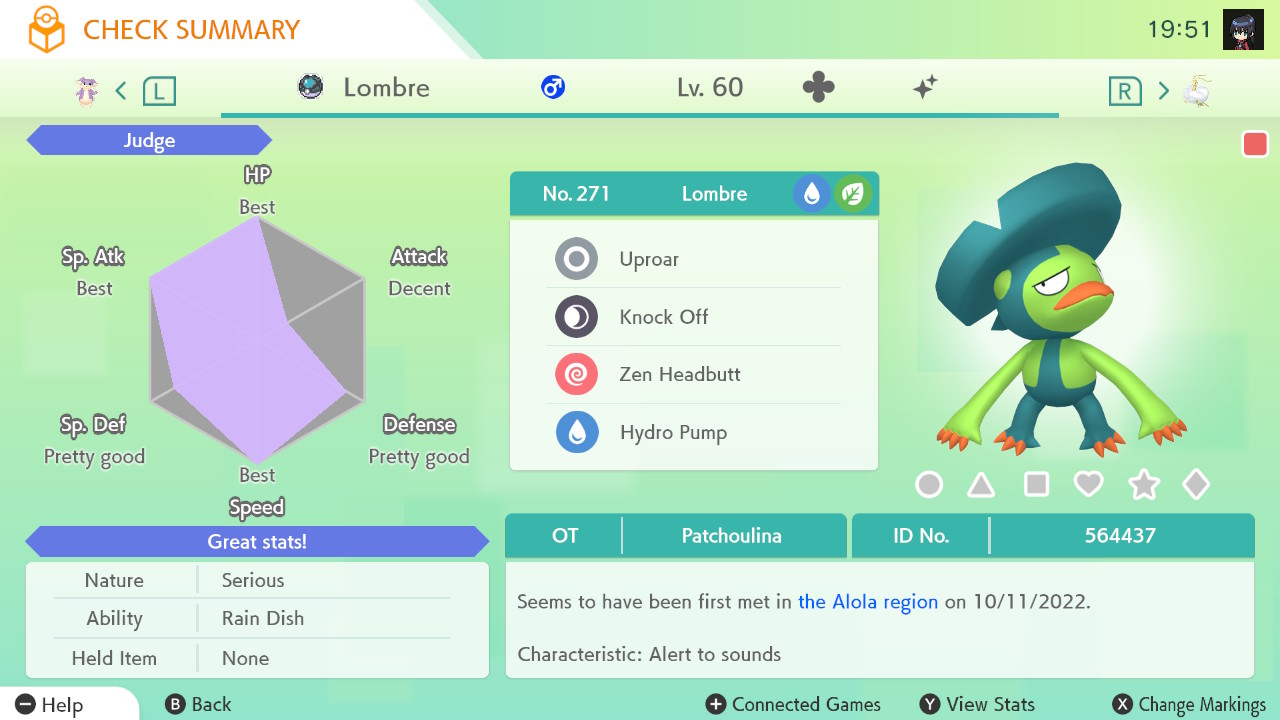 CHECK SUMMARY
19:51
L
Lombre
Lv. 60
R
Judge
HP
Best
Sp. Atk
Best
Attack
Decent
Sp. Def
Pretty good
Defense
Pretty good
Best
Speed
Great stats!
Nature Serious
Ability Rain Dish
Held Item None
No. 271 Lombre
Uproar
Knock Off
Zen Headbutt
Hydro Pump
OT Patchoulina
ID No. 564437
Seems to have been first met in the Alola region on 10/11/2022.
Characteristic: Alert to sounds
Help
B Back
Connected Games
Y View Stats
X Change Markings